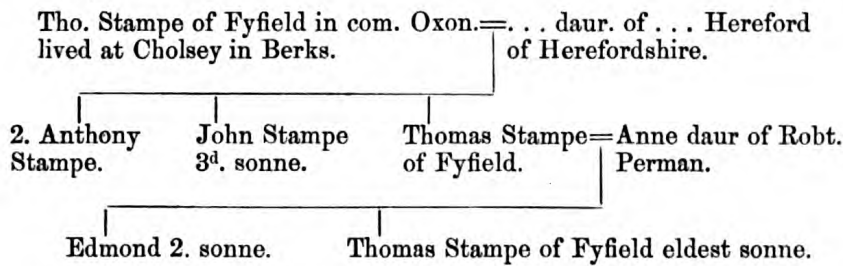 Tho. Stampe of Fyfield in com. Oxon.=. . . daur. of . . . Hereford
lived at Cholsey in Berks. of Herefordshire.
2. Anthony John Stampe Thomas Stampe=Anne daur of Robt.
Stampe. 3d. sonne. of Fyfield. Perman.
Edmond 2. sonne. Thomas Stampe of Fyfield eldest sonne.